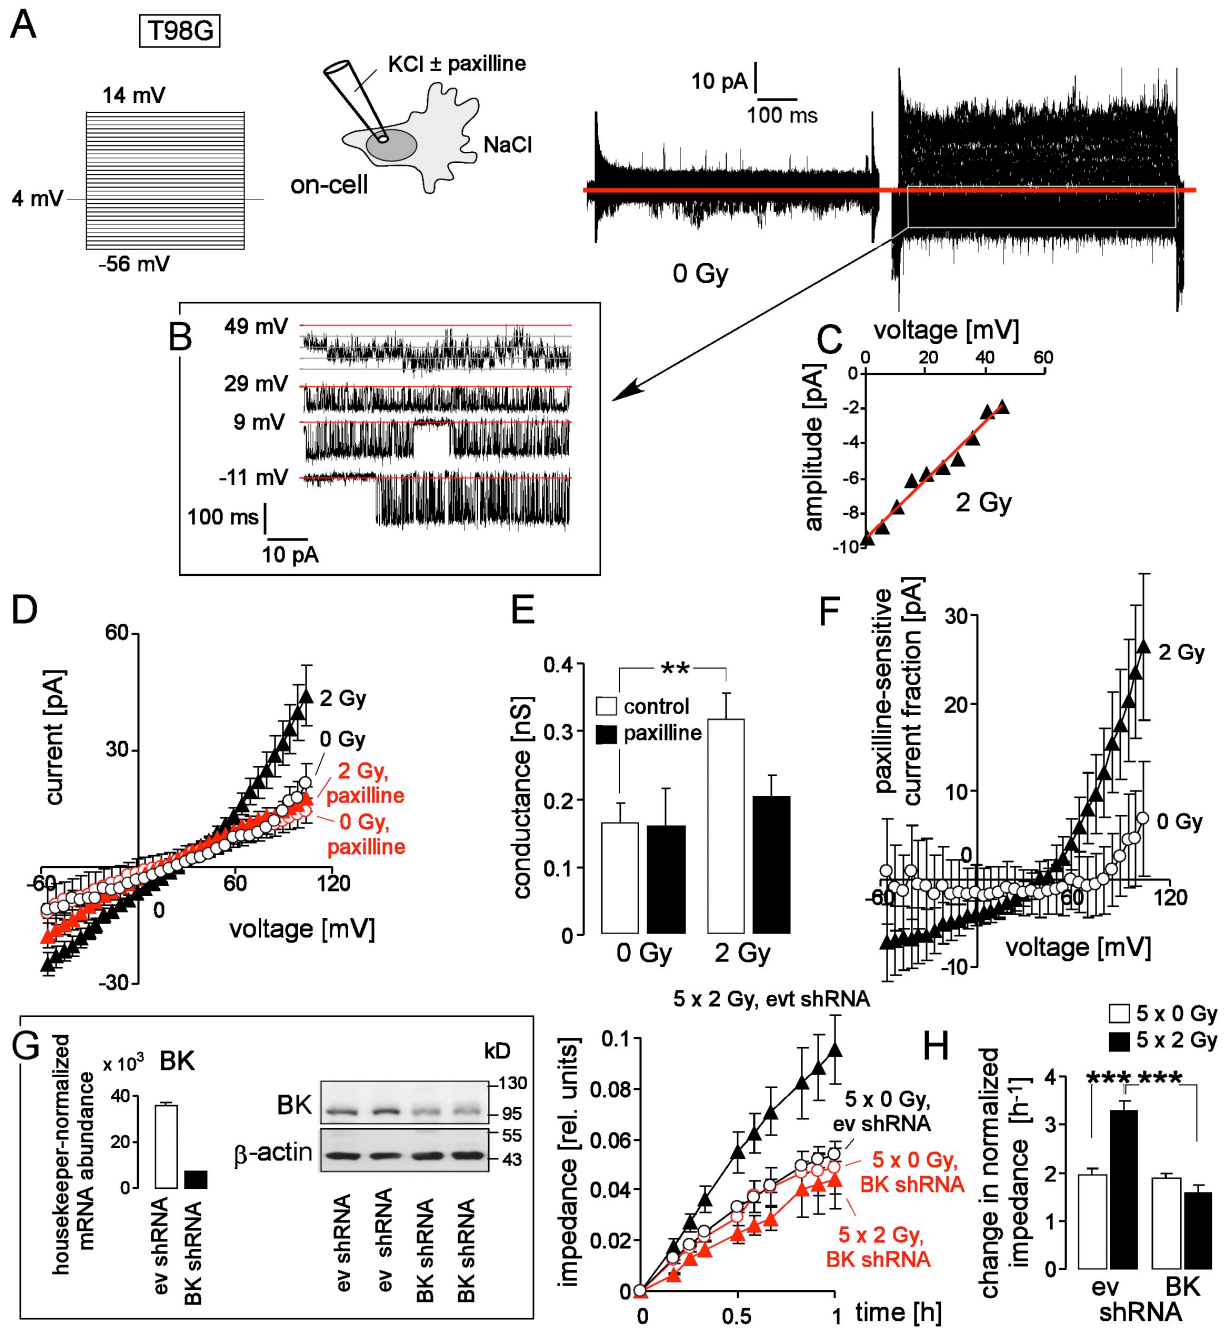 A
T98G
14 mV
4 mV
-56 mV
KCl ± paxilline
NaCl
on-cell
10 pA
100 ms
0 Gy
B
49 mV
29 mV
9 mV
-11 mV
100 ms
10 pA
C
voltage [mV]
0 20 40 60
amplitude [pA]
0
-2
-4
-6
-8
-10
2 Gy
D
current [pA]
60
30
-30
-60 0 60 120
voltage [mV]
2 Gy
0 Gy
2 Gy,
paxilline
0 Gy,
paxilline
E
conductance [nS]
0.4
0.3
0.2
0.1
0
**
control
paxilline
0 Gy 2 Gy
F
paxilline-sensitive
current fraction [pA]
30
20
10
0
-10
-60 60 120
voltage [mV]
2 Gy
0 Gy
G
housekeeper-normalized
mRNA abundance
x 10³ BK
40
20
0
ev shRNA
BK shRNA
kD
BK
β-actin
130
95
55
43
ev shRNA
ev shRNA
BK shRNA
BK shRNA
5 x 2 Gy, evt shRNA
impedance [rel. units]
0.1
0.08
0.06
0.04
0.02
0
0 0.5 1
time [h]
5 x 0 Gy,
ev shRNA
5 x 0 Gy,
BK shRNA
5 x 2 Gy,
BK shRNA
H
5 x 0 Gy
5 x 2 Gy
change in normalized
impedance [h⁻¹]
4
3
2
1
0
*** ***
ev BK
shRNA